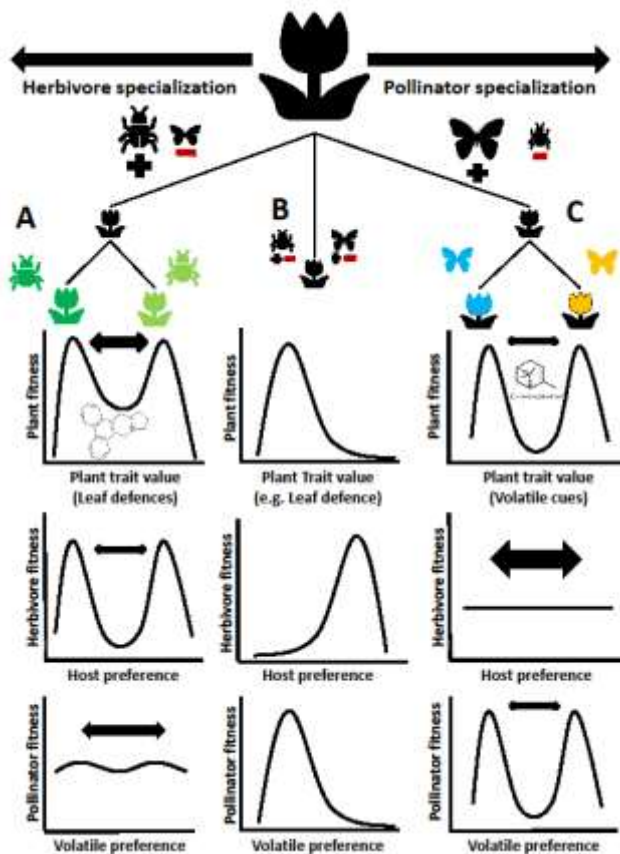 Herbivore specialization
Pollinator specialization
A
B
C
Plant fitness
Plant trait value
(Leaf defences)
Plant fitness
Plant Trait value
(e.g. Leaf defence)
Plant fitness
Plant trait value
(Volatile cues)
Herbivore fitness
Host preference
Herbivore fitness
Host preference
Herbivore fitness
Host preference
Pollinator fitness
Volatile preference
Pollinator fitness
Volatile preference
Pollinator fitness
Volatile preference